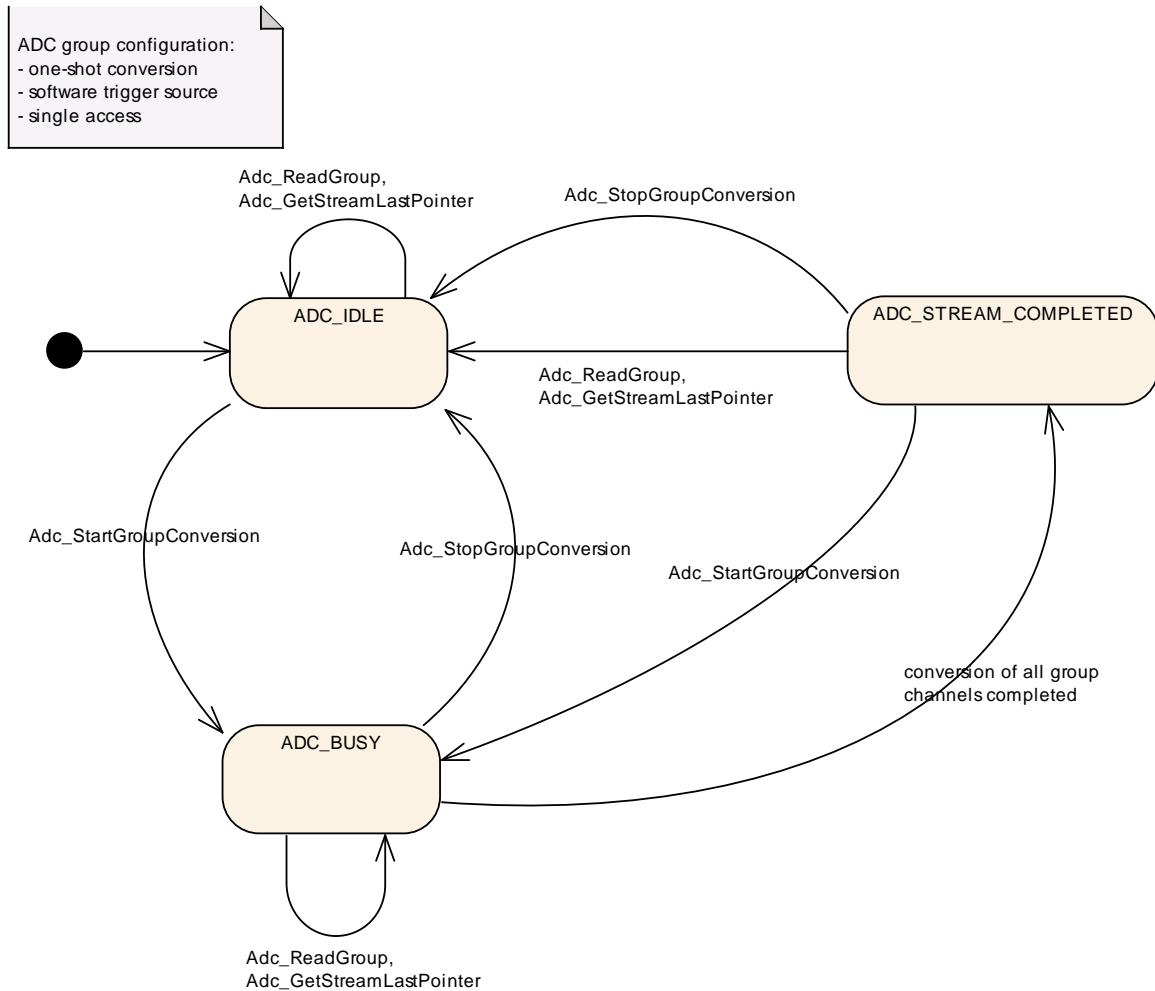 ADC group configuration:
- one-shot conversion
- software trigger source
- single access
Adc_ReadGroup,
Adc_GetStreamLastPointer
Adc_StopGroupConversion
ADC_IDLE
ADC_STREAM_COMPLETED
Adc_ReadGroup,
Adc_GetStreamLastPointer
Adc_StartGroupConversion
Adc_StopGroupConversion
Adc_StartGroupConversion
conversion of all group
channels completed
ADC_BUSY
Adc_ReadGroup,
Adc_GetStreamLastPointer